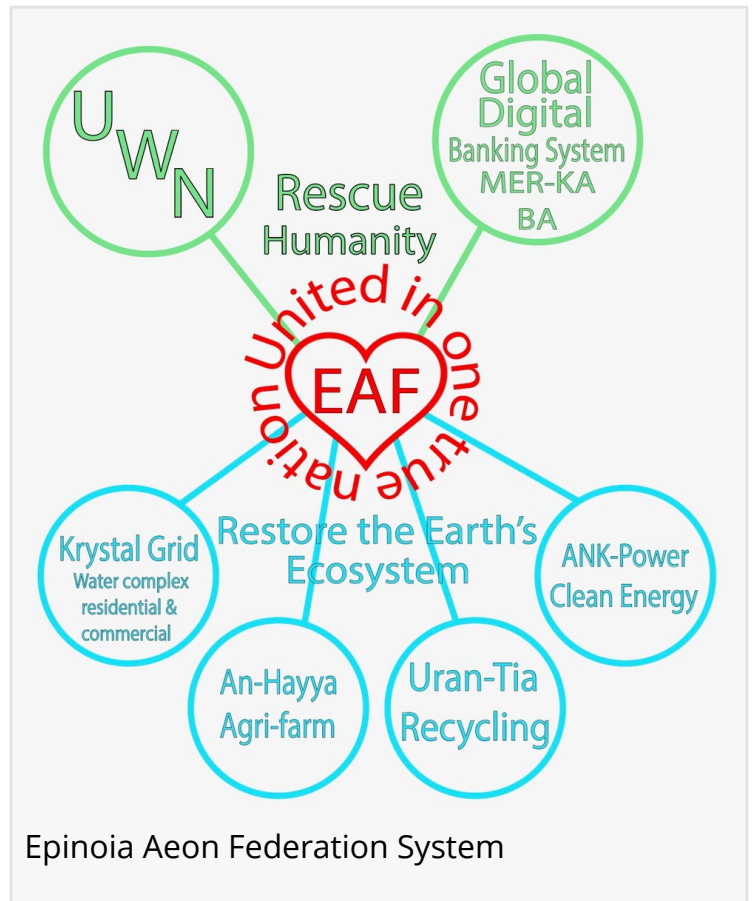 U
W
N
Global
Digital
Banking System
MER-KA
BA
Rescue
Humanity
United in one true nation
EAF
Restore the Earth's
Ecosystem
Krystal Grid
Water complex
residential &
commercial
ANK-Power
Clean Energy
An-Hayya
Agri-farm
Uran-Tia
Recycling
Epinoia Aeon Federation System